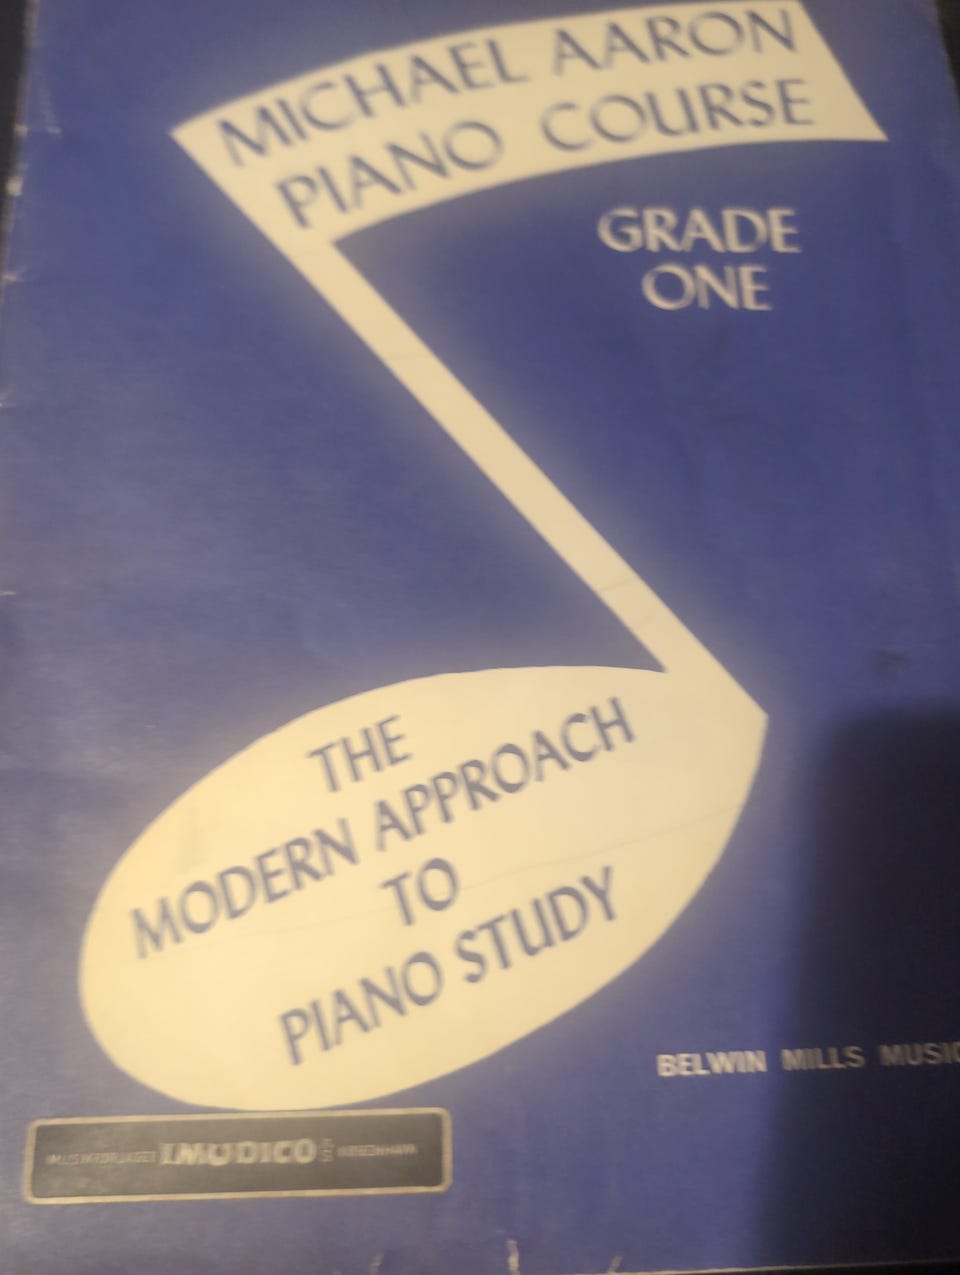 MICHAEL AARON
PIANO COURSE
GRADE
ONE
THE
MODERN APPROACH
TO
PIANO STUDY
BELWIN MILLS MUSIC
IMUDICO